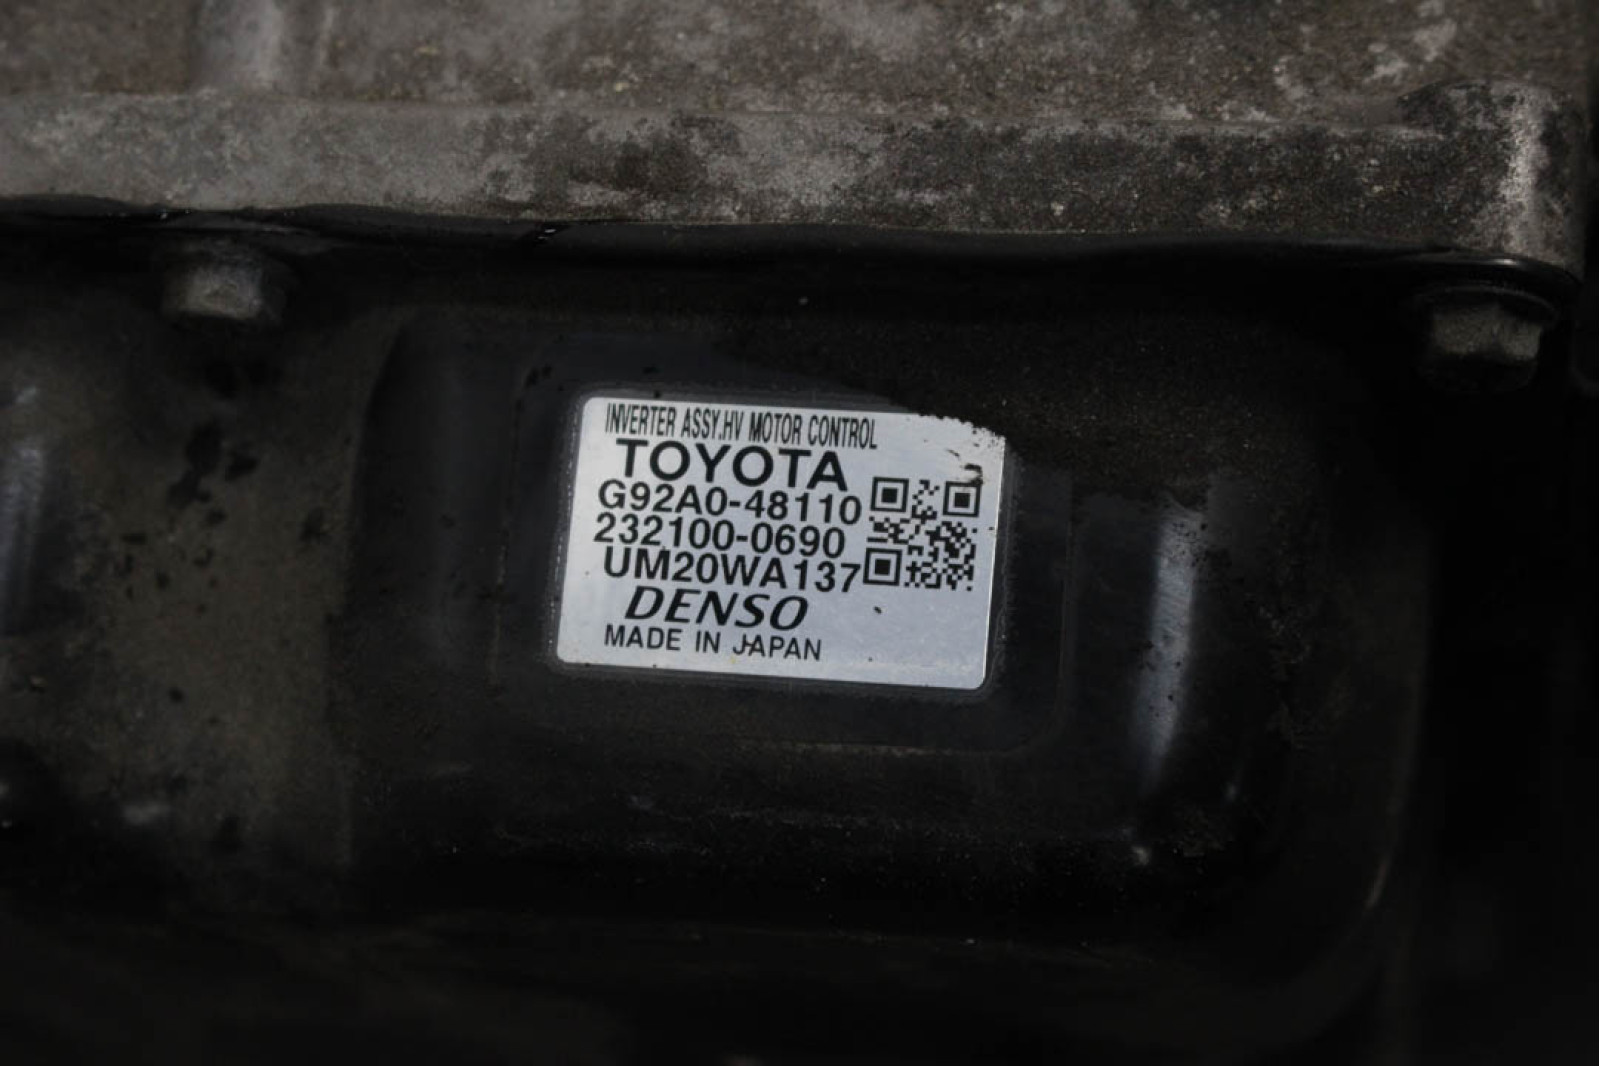 INVERTER ASSY.HV MOTOR CONTROL
TOYOTA
G92A0-48110
232100-0690
UM20WA137
DENSO
MADE IN JAPAN